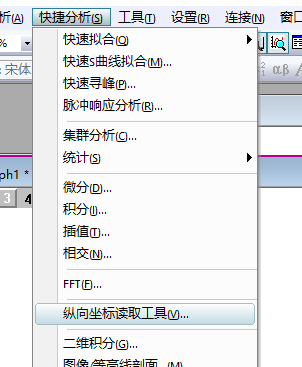 析(A) 快捷分析(S) 工具(T) 设置(R) 连接(N) 窗口
% 快速拟合(Q)
快速s曲线拟合(M)...
: 宋体 αβ A
快速寻峰(P)...
脉冲响应分析(R)...
集群分析(C)...
统计(S)
ph1 * 微分(D)...
3 4 积分(I)...
插值(T)...
相交(N)...
FFT(F)...
纵向坐标读取工具(V)...
二维积分(G)...
图像/等高线剖面...(M)